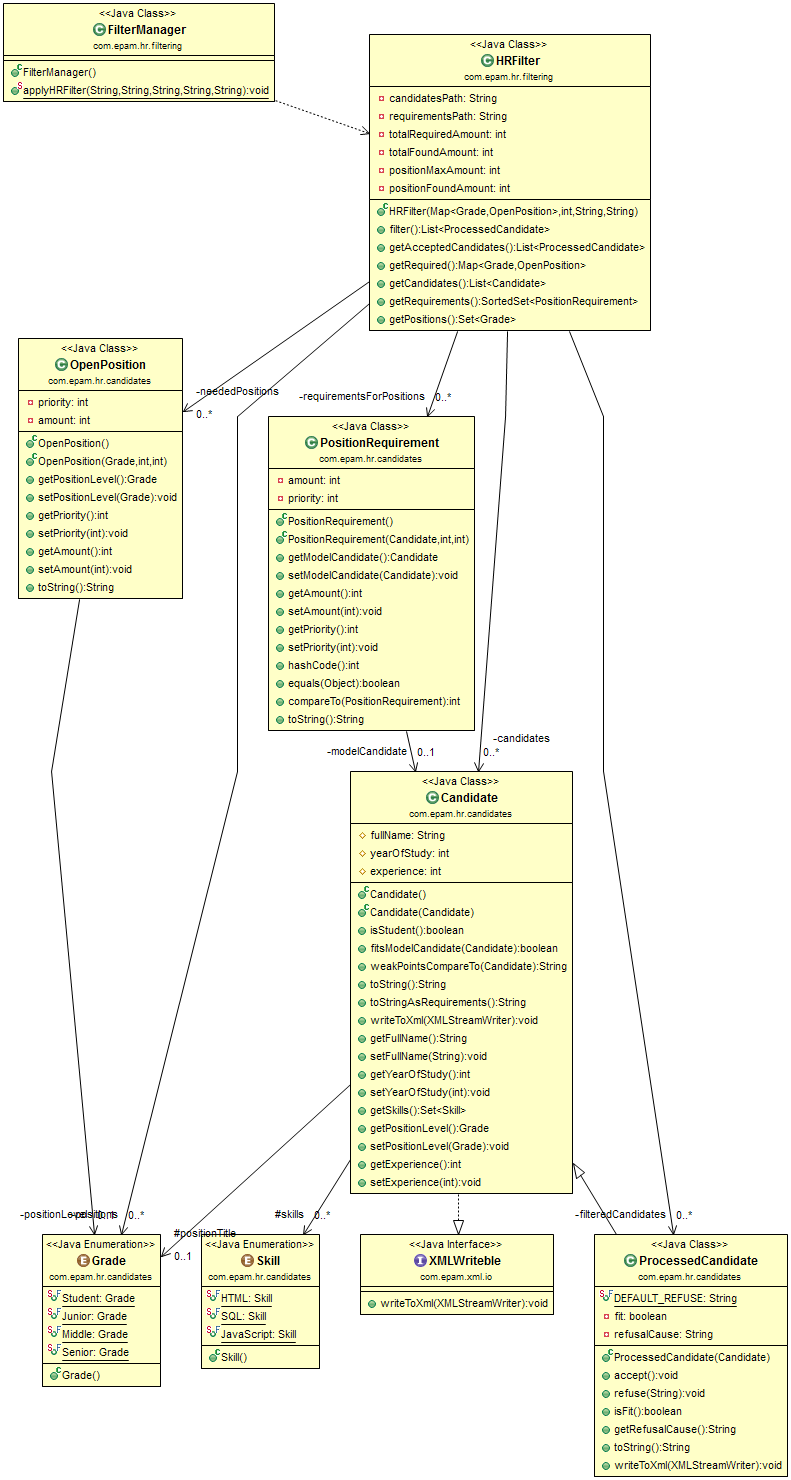 <<Java Class>>
FilterManager
com.epam.hr.filtering
FilterManager()
applyHRFilter(String,String,String,String,String):void
<<Java Class>>
HRFilter
com.epam.hr.filtering
candidatesPath: String
requirementsPath: String
totalRequiredAmount: int
totalFoundAmount: int
positionMaxAmount: int
positionFoundAmount: int
HRFilter(Map<Grade,OpenPosition>,int,String,String)
filter():List<ProcessedCandidate>
getAcceptedCandidates():List<ProcessedCandidate>
getRequired():Map<Grade,OpenPosition>
getCandidates():List<Candidate>
getRequirements():SortedSet<PositionRequirement>
getPositions():Set<Grade>
<<Java Class>>
OpenPosition
com.epam.hr.candidates
priority: int
amount: int
OpenPosition()
OpenPosition(Grade,int,int)
getPositionLevel():Grade
setPositionLevel(Grade):void
getPriority():int
setPriority(int):void
getAmount():int
setAmount(int):void
toString():String
-neededPositions
0..*
-requirementsForPositions
0..*
<<Java Class>>
PositionRequirement
com.epam.hr.candidates
amount: int
priority: int
PositionRequirement()
PositionRequirement(Candidate,int,int)
getModelCandidate():Candidate
setModelCandidate(Candidate):void
getAmount():int
setAmount(int):void
getPriority():int
setPriority(int):void
hashCode():int
equals(Object):boolean
compareTo(PositionRequirement):int
toString():String
-modelCandidate
0..1
-candidates
0..*
<<Java Class>>
Candidate
com.epam.hr.candidates
fullName: String
yearOfStudy: int
experience: int
Candidate()
Candidate(Candidate)
isStudent():boolean
fitsModelCandidate(Candidate):boolean
weakPointsCompareTo(Candidate):String
toString():String
toStringAsRequirements():String
writeToXml(XMLStreamWriter):void
getFullName():String
setFullName(String):void
getYearOfStudy():int
setYearOfStudy(int):void
getSkills():Set<Skill>
getPositionLevel():Grade
setPositionLevel(Grade):void
getExperience():int
setExperience(int):void
-positionLevel
-positions
0..1
0..*
#positionTitle
0..1
#skills
0..*
-filteredCandidates
0..*
<<Java Enumeration>>
Grade
com.epam.hr.candidates
Student: Grade
Junior: Grade
Middle: Grade
Senior: Grade
Grade()
<<Java Enumeration>>
Skill
com.epam.hr.candidates
HTML: Skill
SQL: Skill
JavaScript: Skill
Skill()
<<Java Interface>>
XMLWriteble
com.epam.xml.io
writeToXml(XMLStreamWriter):void
<<Java Class>>
ProcessedCandidate
com.epam.hr.candidates
DEFAULT_REFUSE: String
fit: boolean
refusalCause: String
ProcessedCandidate(Candidate)
accept():void
refuse(String):void
isFit():boolean
getRefusalCause():String
toString():String
writeToXml(XMLStreamWriter):void